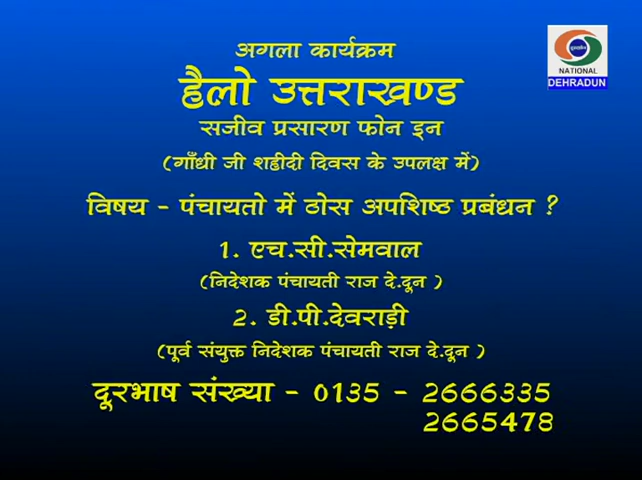 अगला कार्यक्रम
हैलो उत्तराखण्ड
सजीव प्रसारण फोन इन
(गाँधी जी शहीदी दिवस के उपलक्ष में)
विषय - पंचायतो में ठोस अपशिष्ठ प्रबंधन ?
1. एच.सी.सेमवाल
(निदेशक पंचायती राज दे.दून )
2. डी.पी.देवराड़ी
(पूर्व संयुक्त निदेशक पंचायती राज दे.दून )
दूरभाष संख्या - 0135 - 2666335
2665478
NATIONAL
DEHRADUN